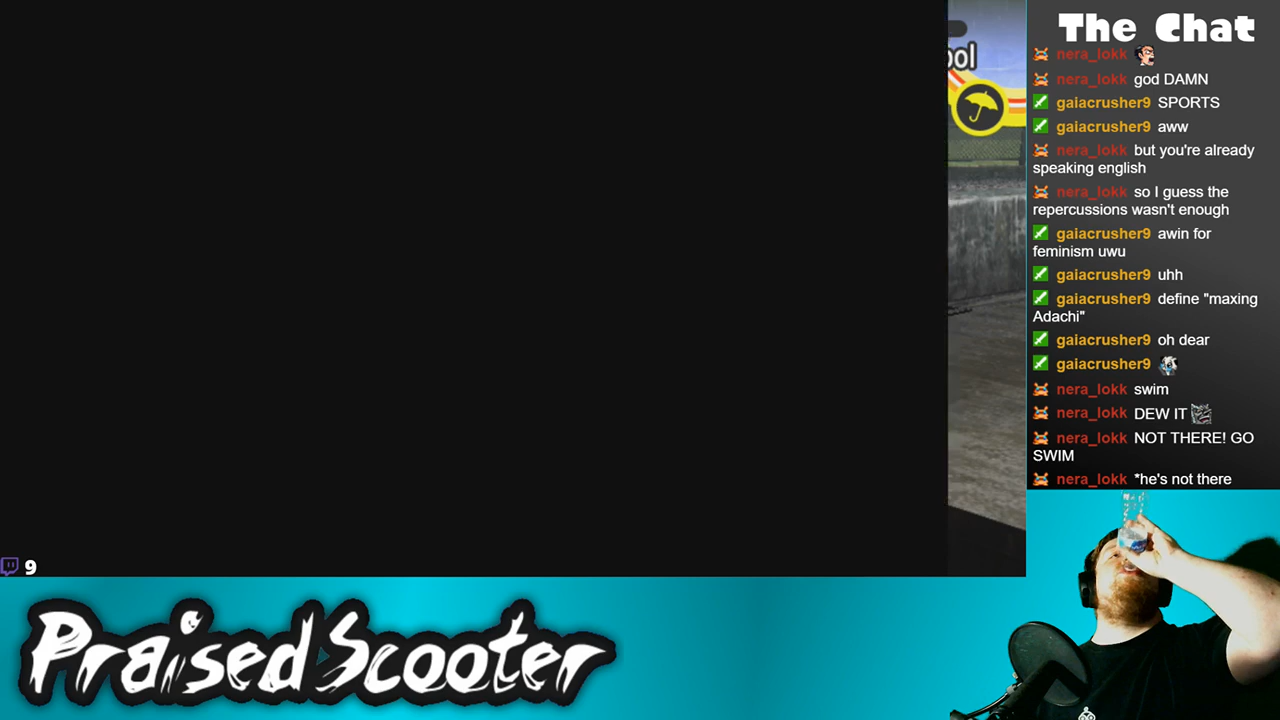 ool
The Chat
nera_lokk
nera_lokk god DAMN
gaiacrusher9 SPORTS
gaiacrusher9 aww
nera_lokk but you're already
speaking english
nera_lokk so I guess the
repercussions wasn't enough
gaiacrusher9 awin for
feminism uwu
gaiacrusher9 uhh
gaiacrusher9 define "maxing
Adachi"
gaiacrusher9 oh dear
gaiacrusher9
nera_lokk swim
nera_lokk DEW IT
nera_lokk NOT THERE! GO
SWIM
nera_lokk *he's not there
9
PraisedScooter